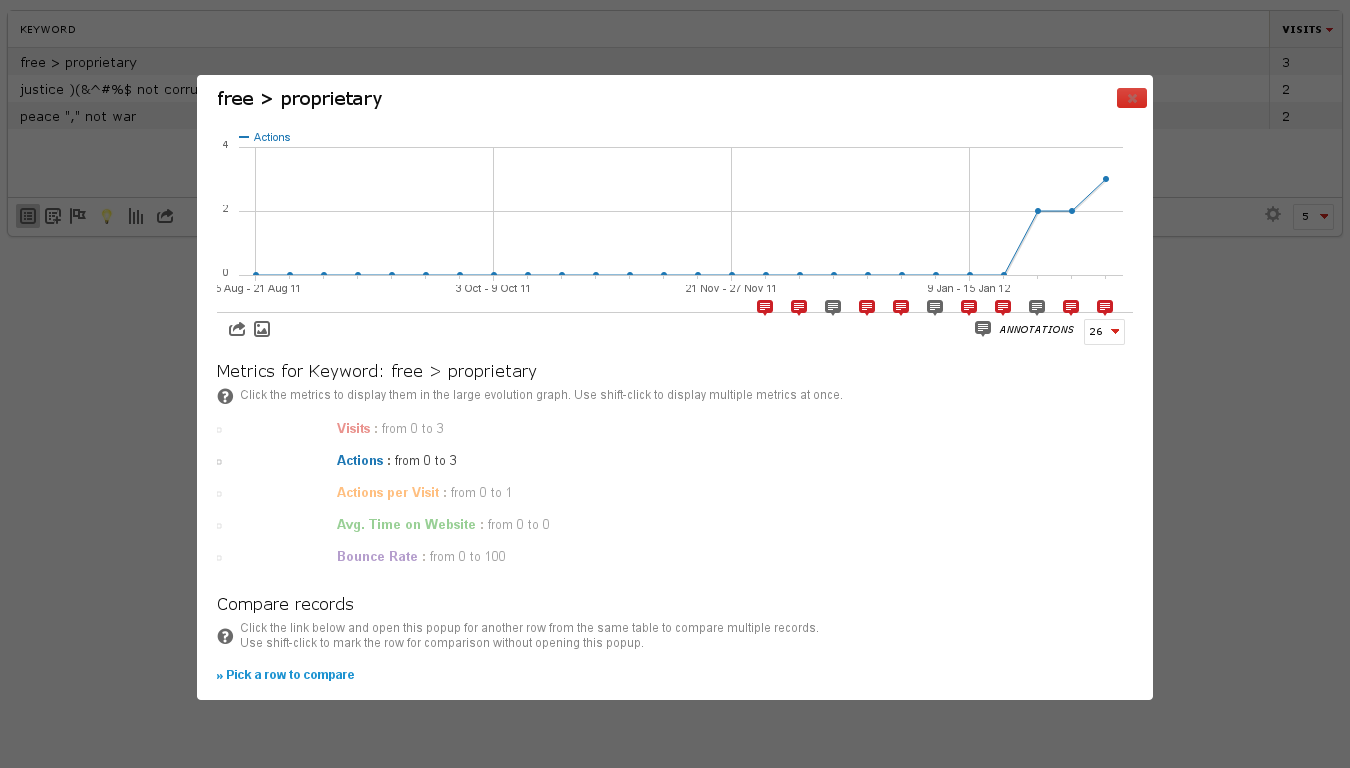 KEYWORD
VISITS
free > proprietary
3
justice )(&^#%$ not corru
2
peace "," not war
2
5
free > proprietary
Actions
4
2
0
5 Aug - 21 Aug 11
3 Oct - 9 Oct 11
21 Nov - 27 Nov 11
9 Jan - 15 Jan 12
ANNOTATIONS
26
Metrics for Keyword: free > proprietary
Click the metrics to display them in the large evolution graph. Use shift-click to display multiple metrics at once.
Visits : from 0 to 3
Actions : from 0 to 3
Actions per Visit : from 0 to 1
Avg. Time on Website : from 0 to 0
Bounce Rate : from 0 to 100
Compare records
Click the link below and open this popup for another row from the same table to compare multiple records.
Use shift-click to mark the row for comparison without opening this popup.
» Pick a row to compare